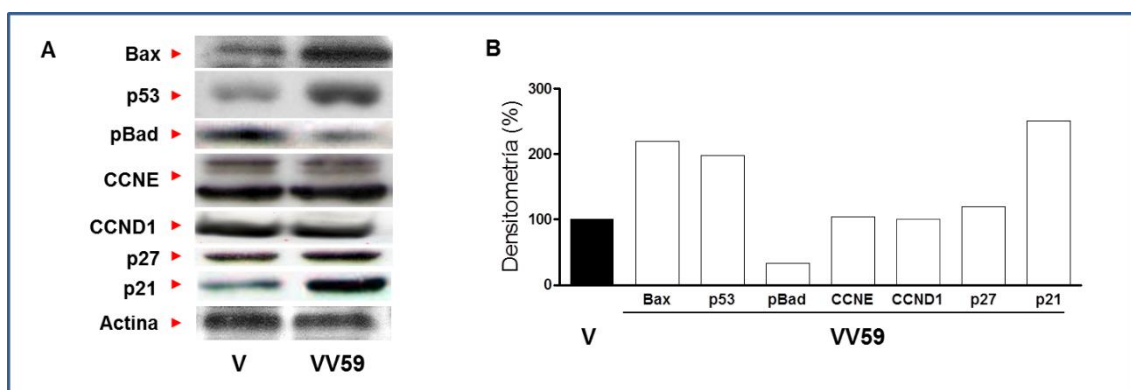 A
Bax
p53
pBad
CCNE
CCND1
p27
p21
Actina
V VV59
B
Densitometría (%)
300
200
100
0
Bax p53 pBad CCNE CCND1 p27 p21
V VV59